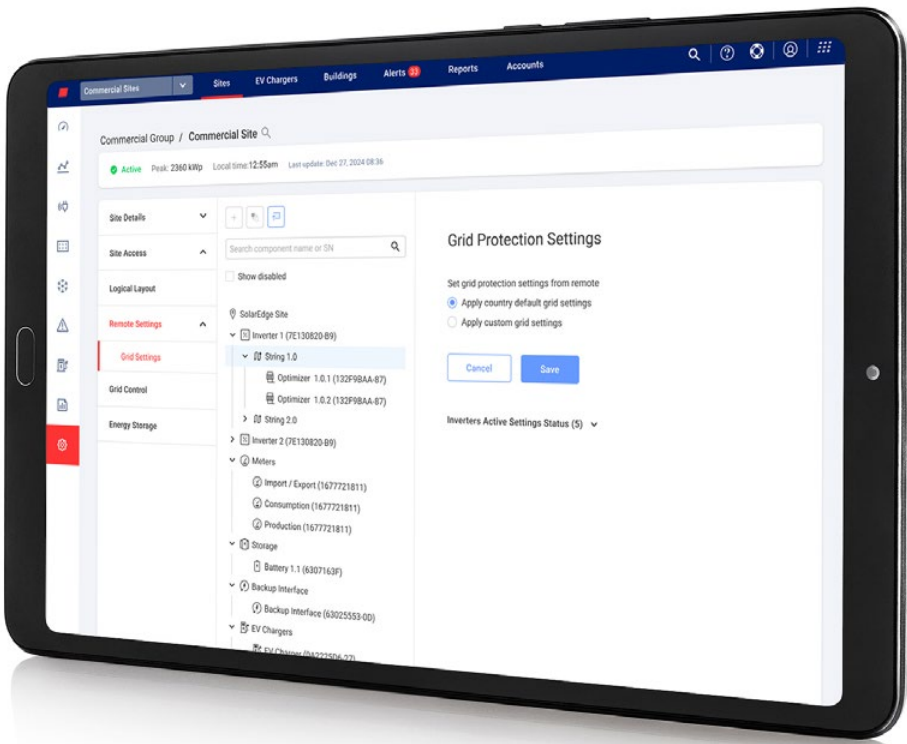 Commercial Sites
Sites
EV Chargers
Buildings
Alerts 33
Reports
Accounts
Commercial Group / Commercial Site
Active Peak: 2360 kWp Local time: 12:55am Last update: Dec 27, 2024 08:36
Site Details
Site Access
Logical Layout
Remote Settings
Grid Settings
Grid Control
Energy Storage
Search component name or SN
Show disabled
SolarEdge Site
Inverter 1 (7E130820-B9)
String 1.0
Optimizer 1.0.1 (132F9BAA-87)
Optimizer 1.0.2 (132F9BAA-87)
String 2.0
Inverter 2 (7E130820-B9)
Meters
Import / Export (1677721811)
Consumption (1677721811)
Production (1677721811)
Storage
Battery 1.1 (6307163F)
Backup Interface
Backup Interface (63025553-0D)
EV Chargers
EV Charger (0A2225D6-27)
Grid Protection Settings
Set grid protection settings from remote
Apply country default grid settings
Apply custom grid settings
Cancel
Save
Inverters Active Settings Status (5)